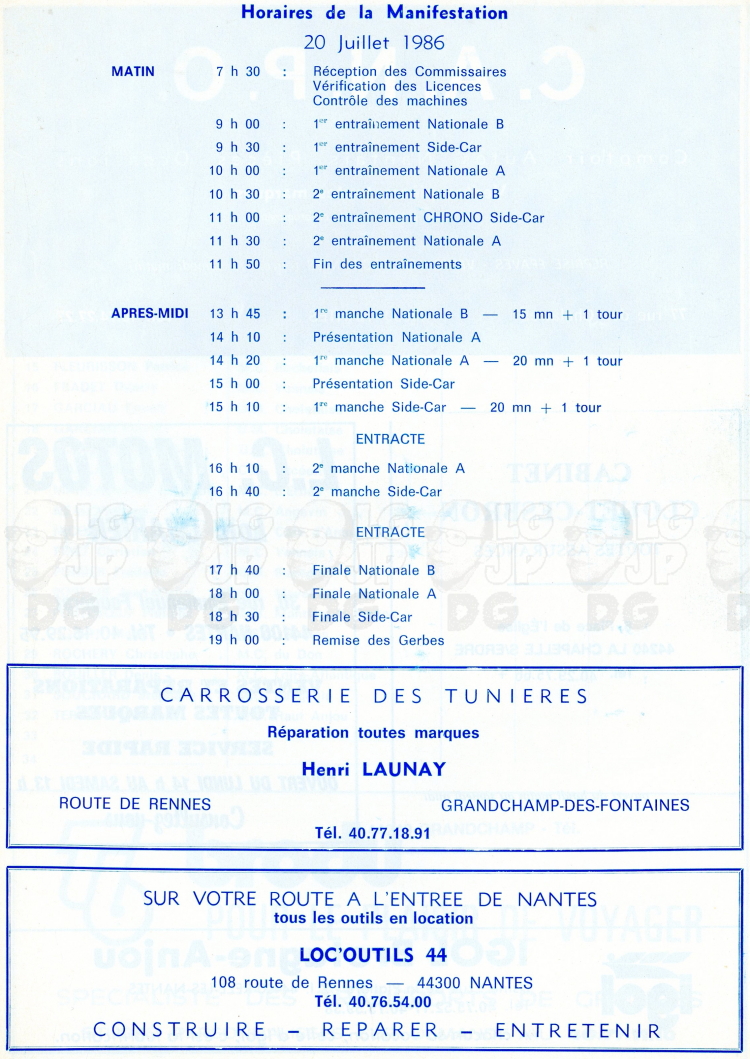 Horaires de la Manifestation
20 Juillet 1986
MATIN 7 h 30 : Réception des Commissaires
Vérification des Licences
Contrôle des machines
9 h 00 : 1er entraînement Nationale B
9 h 30 : 1er entraînement Side-Car
10 h 00 : 1er entraînement Nationale A
10 h 30 : 2e entraînement Nationale B
11 h 00 : 2e entraînement CHRONO Side-Car
11 h 30 : 2e entraînement Nationale A
11 h 50 : Fin des entraînements
APRES-MIDI 13 h 45 : 1re manche Nationale B — 15 mn + 1 tour
14 h 10 : Présentation Nationale A
14 h 20 : 1re manche Nationale A — 20 mn + 1 tour
15 h 00 : Présentation Side-Car
15 h 10 : 1re manche Side-Car — 20 mn + 1 tour
ENTRACTE
16 h 10 : 2e manche Nationale A
16 h 40 : 2e manche Side-Car
ENTRACTE
17 h 40 : Finale Nationale B
18 h 00 : Finale Nationale A
18 h 30 : Finale Side-Car
19 h 00 : Remise des Gerbes
CARROSSERIE DES TUNIERES
Réparation toutes marques
Henri LAUNAY
ROUTE DE RENNES GRANDCHAMP-DES-FONTAINES
Tél. 40.77.18.91
SUR VOTRE ROUTE A L'ENTREE DE NANTES
tous les outils en location
LOC'OUTILS 44
108 route de Rennes — 44300 NANTES
Tél. 40.76.54.00
CONSTRUIRE – REPARER – ENTRETENIR